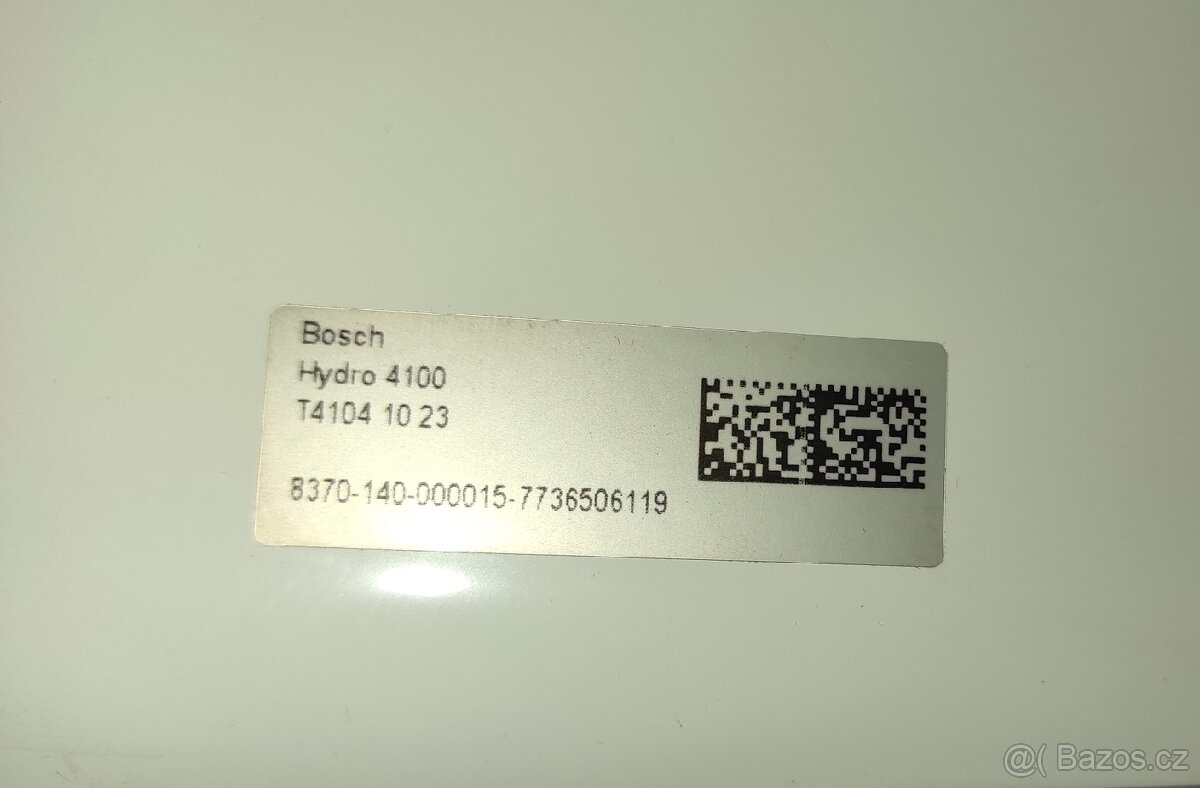 Bosch
Hydro 4100
T4104 10 23
8370-140-000015-7736506119
@( Bazos.cz